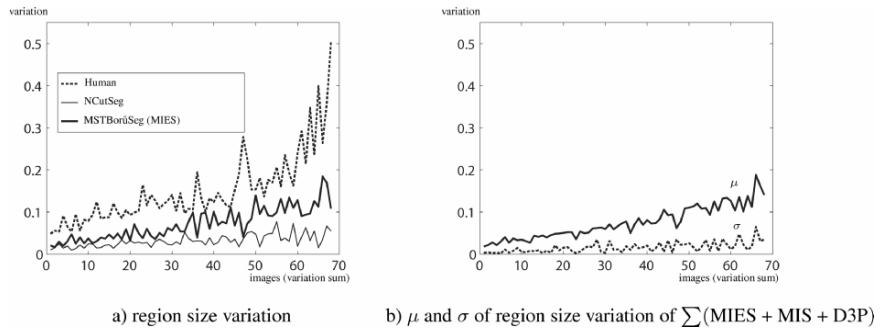 variation
0.5
0.4
0.3
0.2
0.1
0
0 10 20 30 40 50 60 70
Human
NCutSeg
MSTBorůSeg (MIES)
images (variation sum)
a) region size variation
variation
0.5
0.4
0.3
0.2
0.1
0
0 10 20 30 40 50 60 70
μ
σ
images (variation sum)
b) μ and σ of region size variation of ∑(MIES + MIS + D3P)